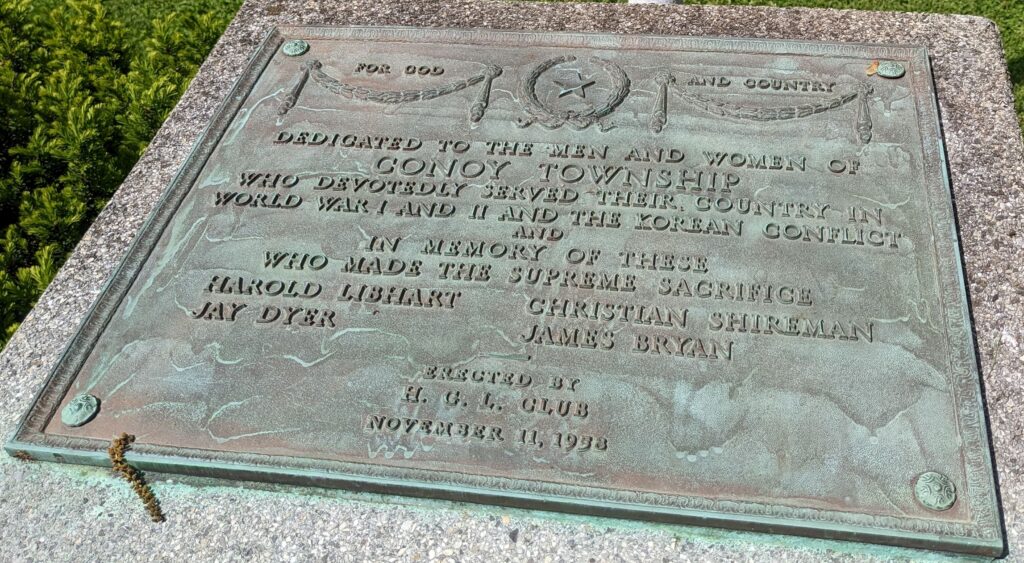 FOR GOD AND COUNTRY
DEDICATED TO THE MEN AND WOMEN OF
CONOY TOWNSHIP
WHO DEVOTEDLY SERVED THEIR COUNTRY IN
WORLD WAR I AND II AND THE KOREAN CONFLICT
AND
IN MEMORY OF THESE
WHO MADE THE SUPREME SACRIFICE
HAROLD LIBHART CHRISTIAN SHIREMAN
JAY DYER JAMES BRYAN
ERECTED BY
H. G. L. CLUB
NOVEMBER 11, 1958